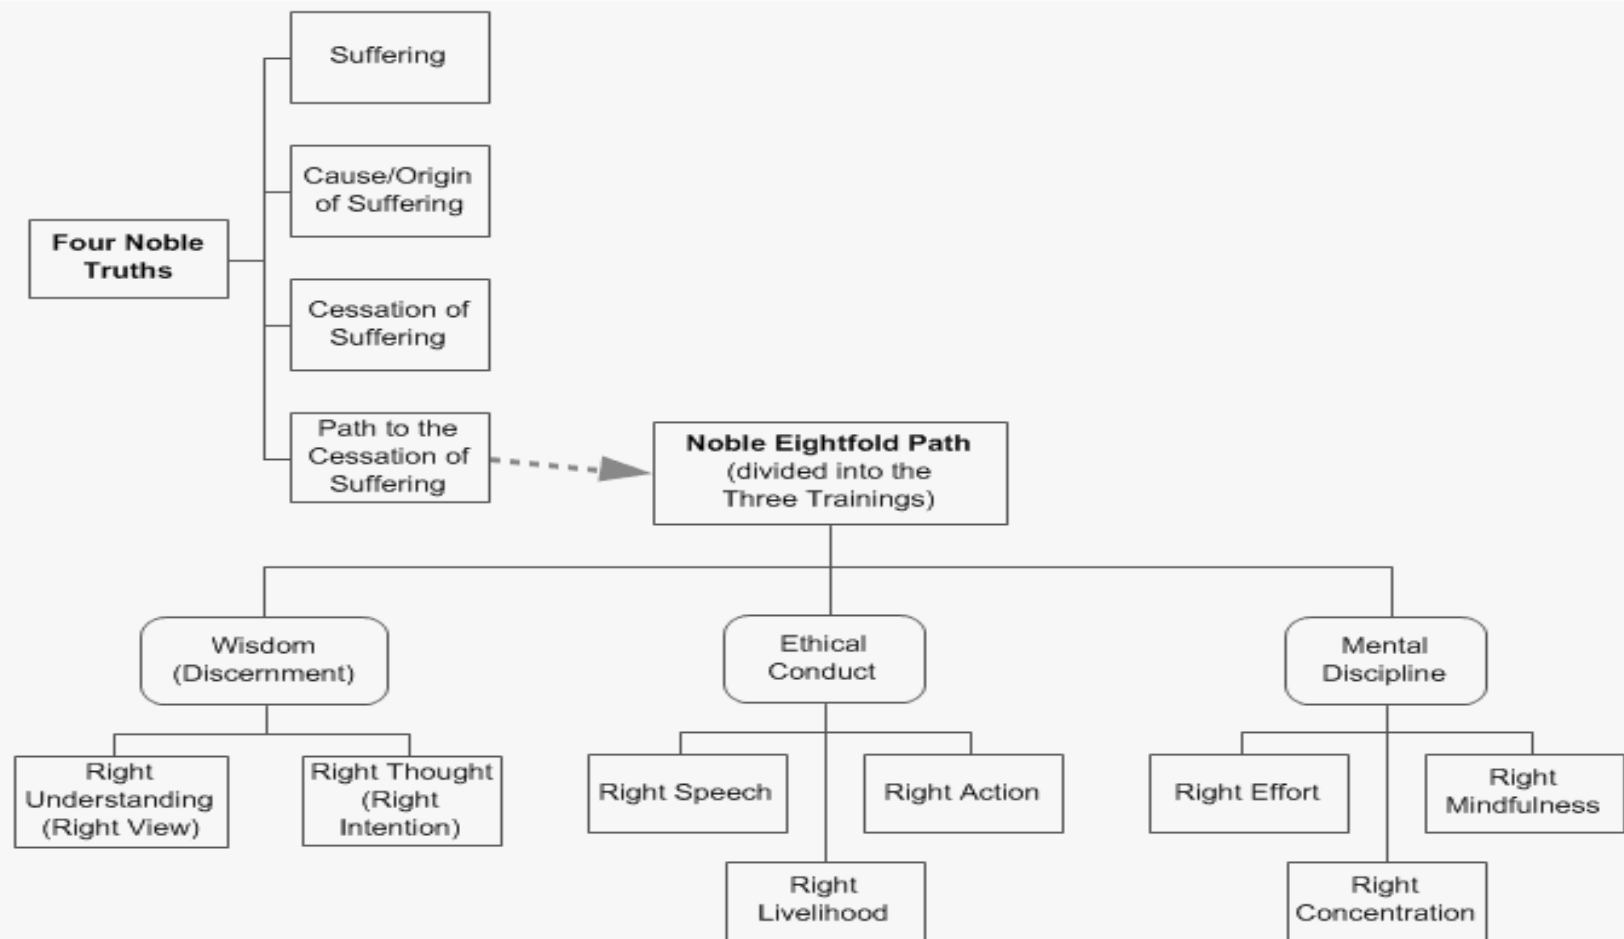 Suffering
Cause/Origin
of Suffering
Four Noble
Truths
Cessation of
Suffering
Path to the
Cessation of
Suffering
Noble Eightfold Path
(divided into the
Three Trainings)
Wisdom
(Discernment)
Ethical
Conduct
Mental
Discipline
Right
Understanding
(Right View)
Right Thought
(Right
Intention)
Right Speech
Right Action
Right Livelihood
Right Effort
Right
Mindfulness
Right
Concentration